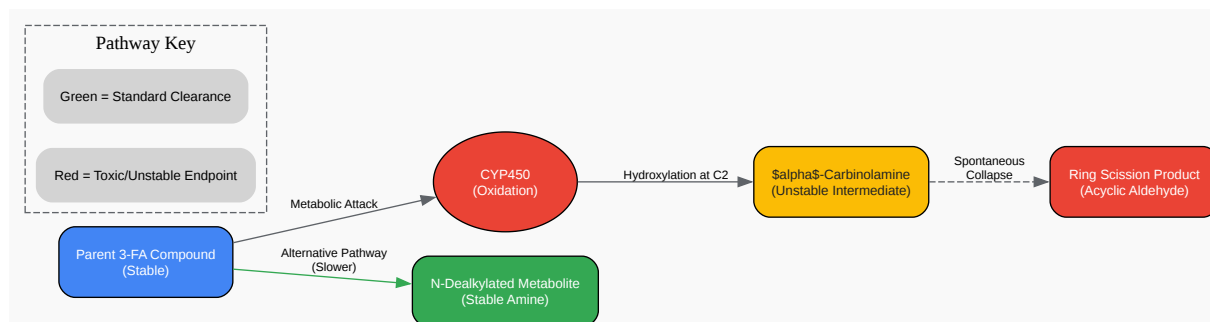 Pathway Key
Green = Standard Clearance
Red = Toxic/Unstable Endpoint
Parent 3-FA Compound
(Stable)
Metabolic Attack
Alternative Pathway
(Slower)
CYP450
(Oxidation)
N-Dealkylated Metabolite
(Stable Amine)
Hydroxylation at C2
$alpha$-Carbinolamine
(Unstable Intermediate)
Spontaneous
Collapse
Ring Scission Product
(Acyclic Aldehyde)